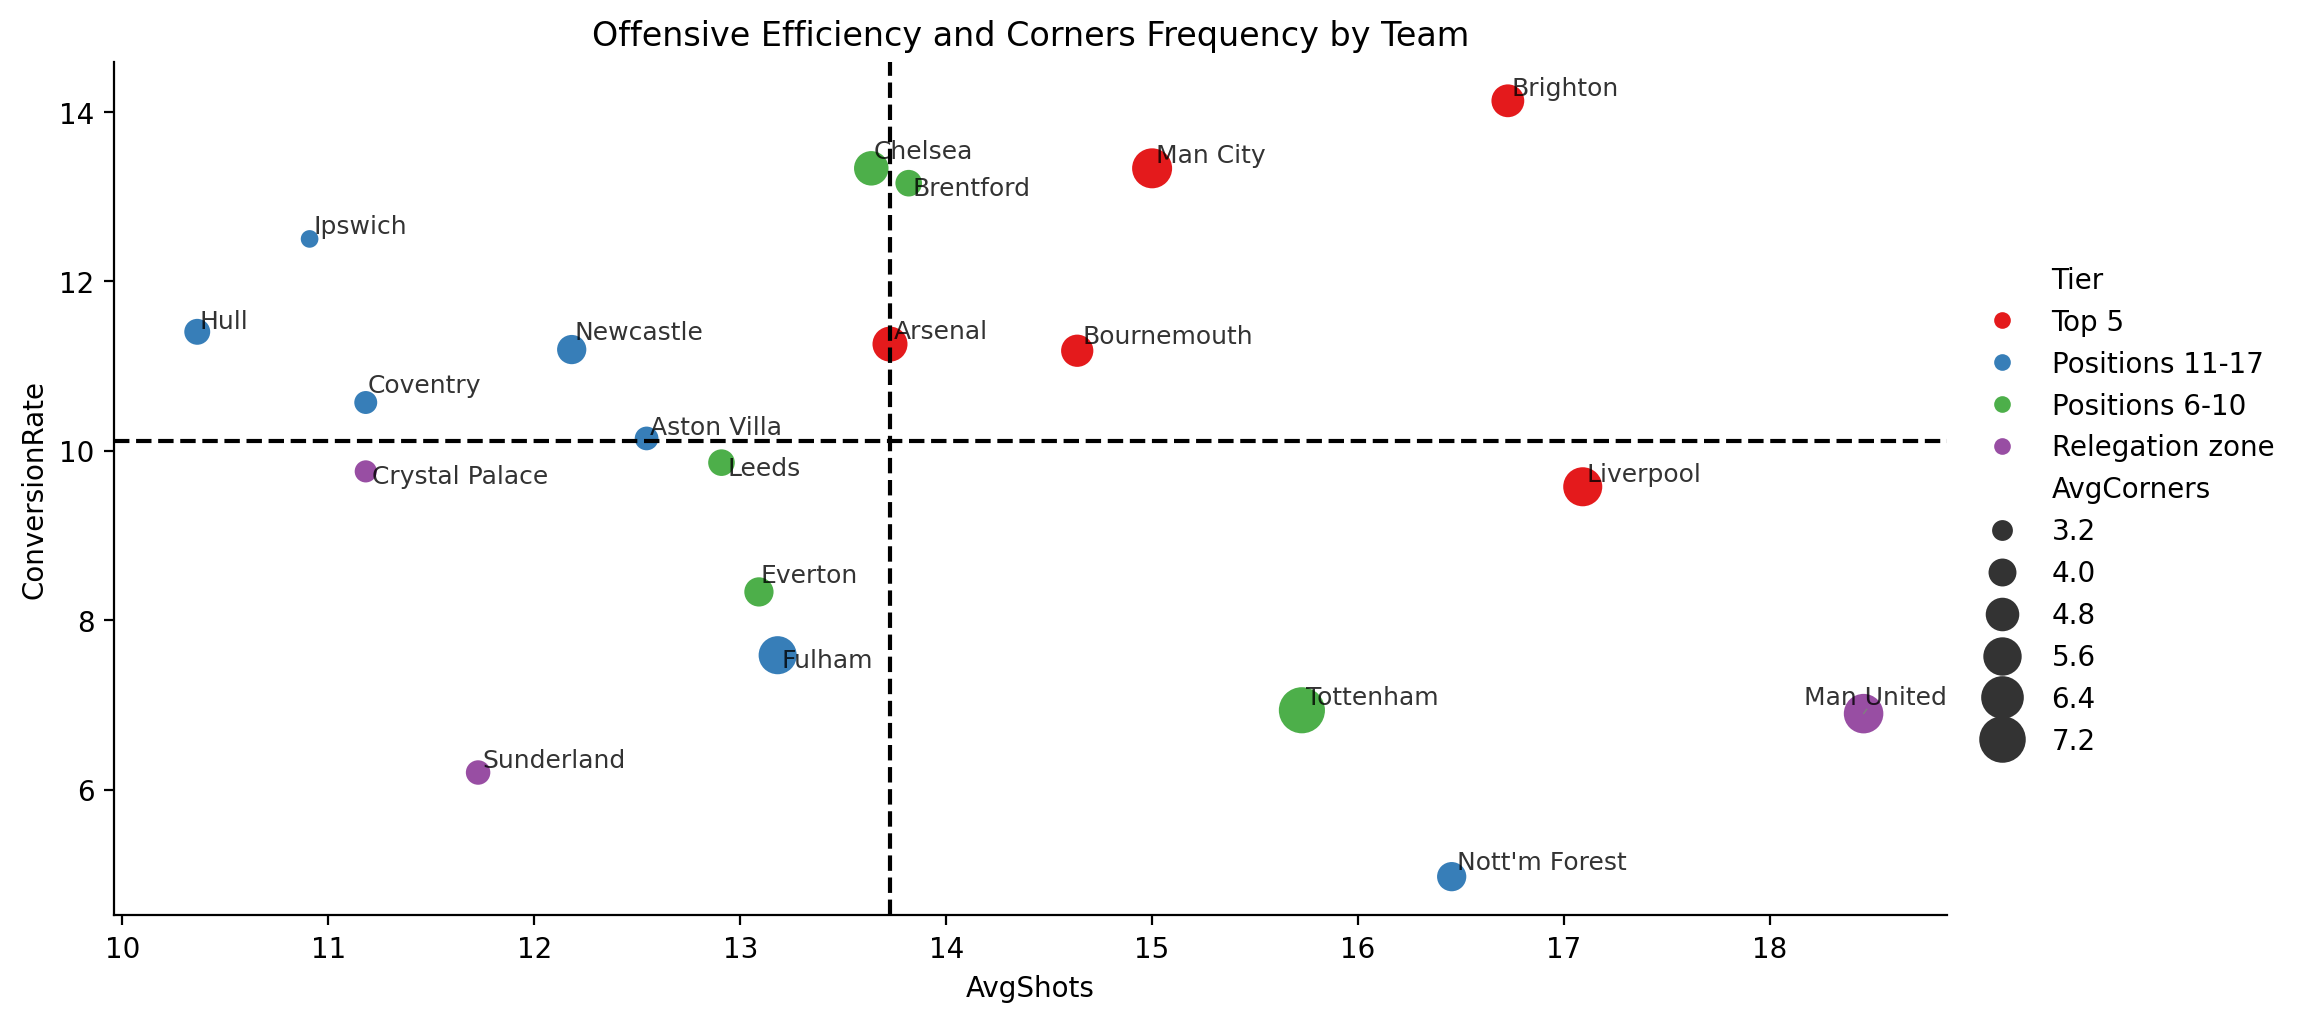 Offensive Efficiency and Corners Frequency by Team
ConversionRate
14
12
10
8
6
Brighton
Chelsea
Man City
Brentford
Ipswich
Hull
Newcastle
Arsenal
Bournemouth
Coventry
Aston Villa
Leeds
Crystal Palace
Liverpool
Everton
Fulham
Tottenham
Man United
Sunderland
Nott'm Forest
10 11 12 13 14 15 16 17 18
AvgShots
Tier
Top 5
Positions 11-17
Positions 6-10
Relegation zone
AvgCorners
3.2
4.0
4.8
5.6
6.4
7.2